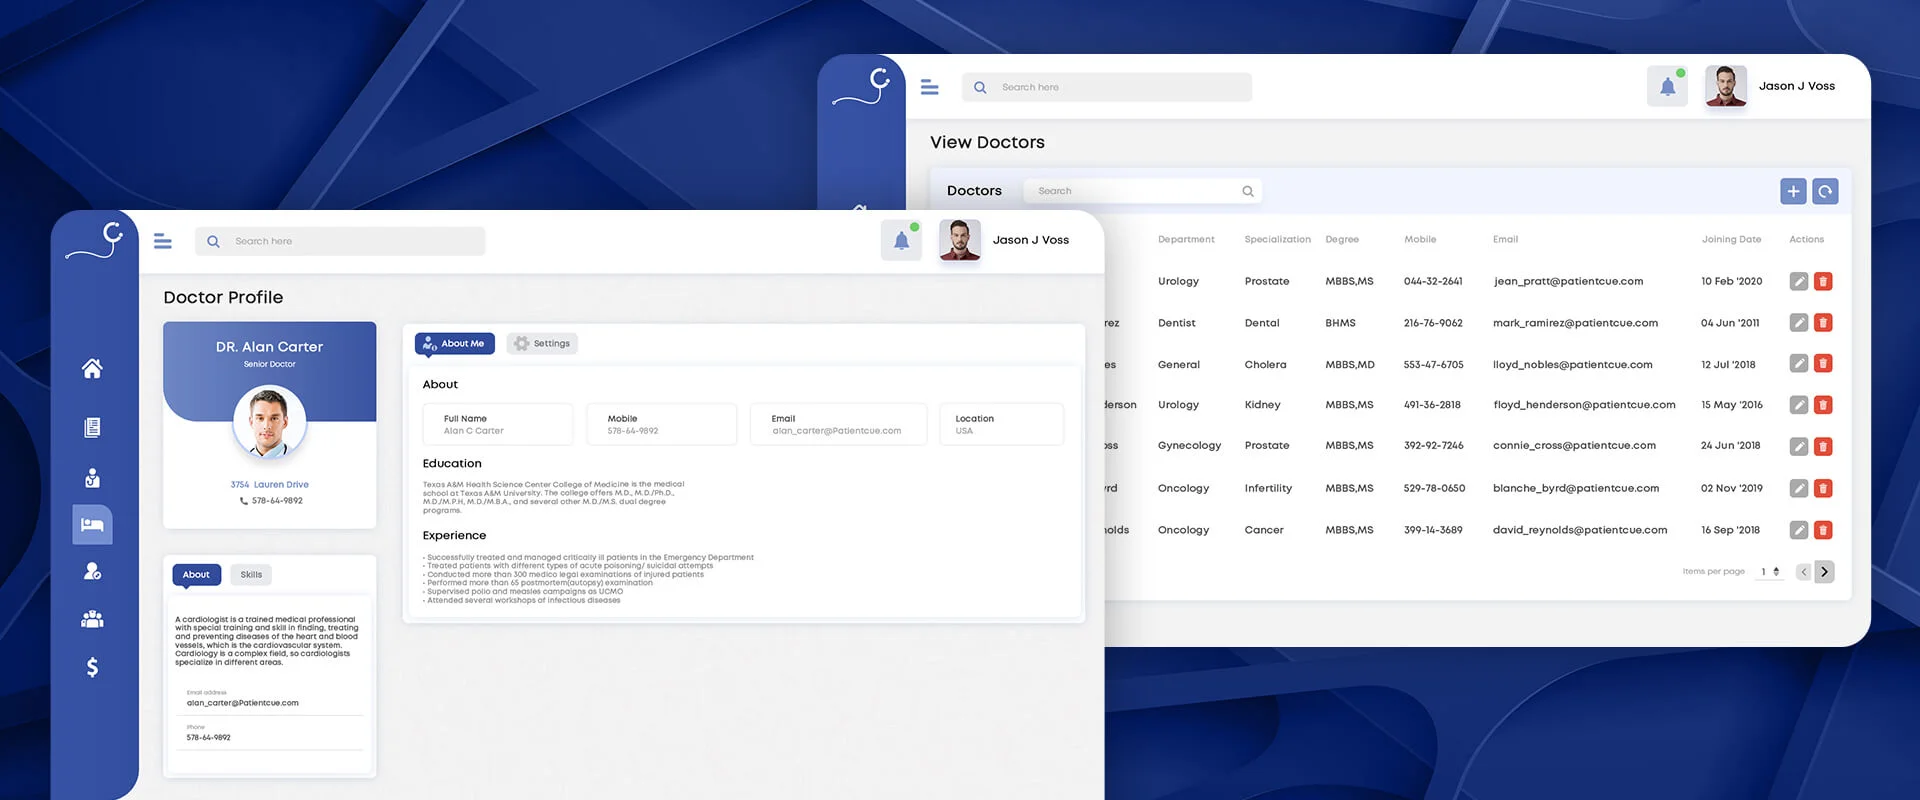 Search here
Jason J Voss
View Doctors
Doctors
Search
Department Specialization Degree Mobile Email Joining Date Actions
Urology Prostate MBBS,MS 044-32-2641 jean_pratt@patientcue.com 10 Feb '2020
rez Dentist Dental BHMS 216-76-9062 mark_ramirez@patientcue.com 04 Jun '2011
es General Cholera MBBS,MD 553-47-6705 lloyd_nobles@patientcue.com 12 Jul '2018
derson Urology Kidney MBBS,MS 491-36-2818 floyd_henderson@patientcue.com 15 May '2016
oss Gynecology Prostate MBBS,MS 392-92-7246 connie_cross@patientcue.com 24 Jun '2018
rd Oncology Infertility MBBS,MS 529-78-0650 blanche_byrd@patientcue.com 02 Nov '2019
nolds Oncology Cancer MBBS,MS 399-14-3689 david_reynolds@patientcue.com 16 Sep '2018
Items per page 1
Search here
Jason J Voss
Doctor Profile
DR. Alan Carter
Senior Doctor
3754 Lauren Drive
578-64-9892
About Skills
A cardiologist is a trained medical professional
with special training and skill in finding, treating
and preventing diseases of the heart and blood
vessels, which is the cardiovascular system.
Cardiology is a complex field, so cardiologists
specialize in different areas.
Email address
alan_carter@Patientcue.com
Phone
578-64-9892
About Me Settings
About
Full Name Mobile Email Location
Alan C Carter 578-64-9892 alan_carter@Patientcue.com USA
Education
Texas A&M Health Science Center College of Medicine is the medical
school at Texas A&M University. The college offers M.D., M.D./Ph.D.,
M.D./M.P.H, M.D./M.B.A., and several other M.D./M.S. dual degree
programs.
Experience
• Successfully treated and managed critically ill patients in the Emergency Department
• Treated patients with different types of acute poisoning/ suicidal attempts
• Conducted more than 300 medico legal examinations of injured patients
• Performed more than 65 postmortem(autopsy) examination
• Supervised polio and measles campaigns as UCMO
• Attended several workshops of infectious diseases